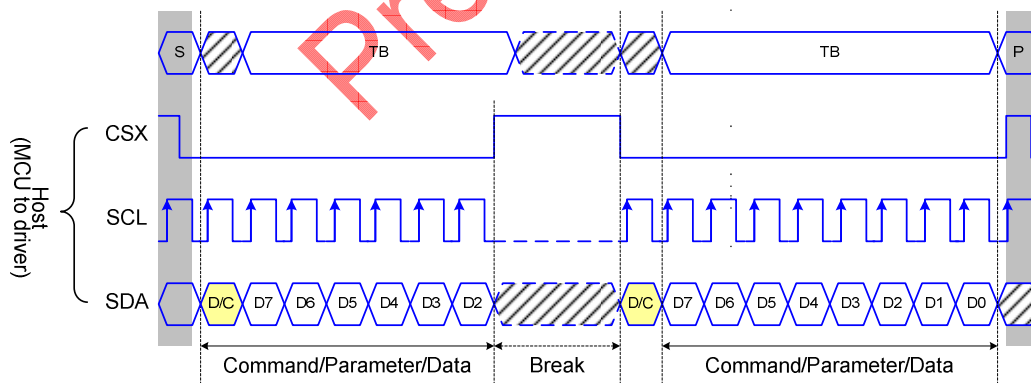 Pre
S TB TB P
CSX
Host
(MCU to driver)
SCL
SDA D/C D7 D6 D5 D4 D3 D2 D/C D7 D6 D5 D4 D3 D2 D1 D0
Command/Parameter/Data Break Command/Parameter/Data